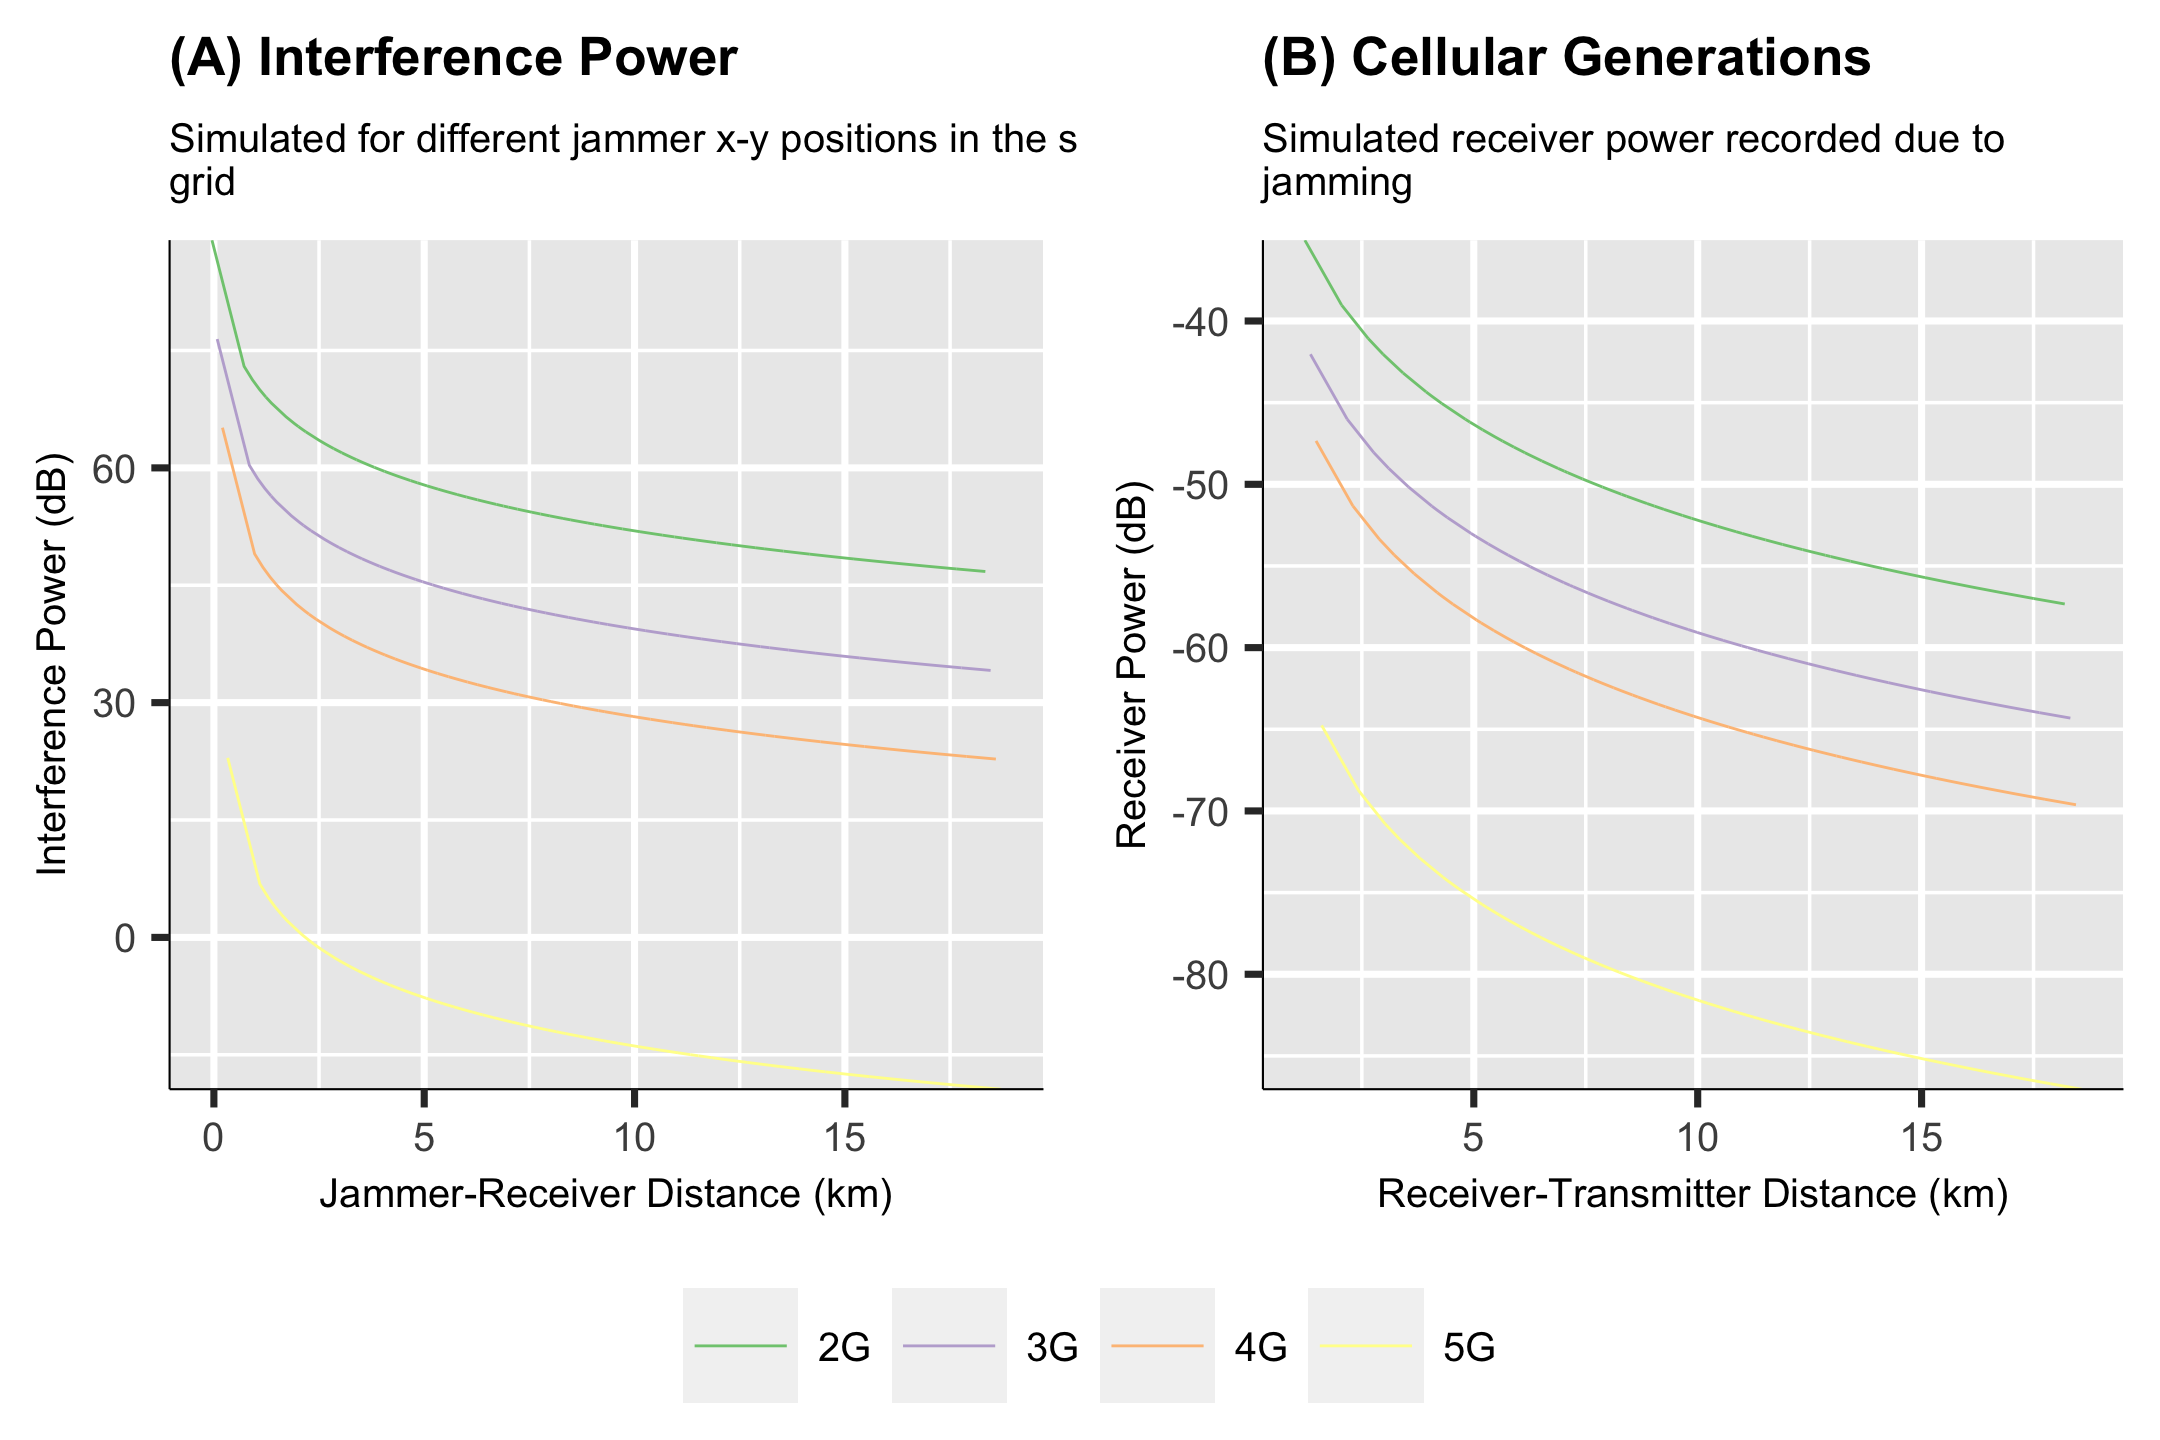 (A) Interference Power
Simulated for different jammer x-y positions in the s
grid
Interference Power (dB)
60
30
0
0
5
10
15
Jammer-Receiver Distance (km)
(B) Cellular Generations
Simulated receiver power recorded due to
jamming
Receiver Power (dB)
-40
-50
-60
-70
-80
5
10
15
Receiver-Transmitter Distance (km)
2G
3G
4G
5G